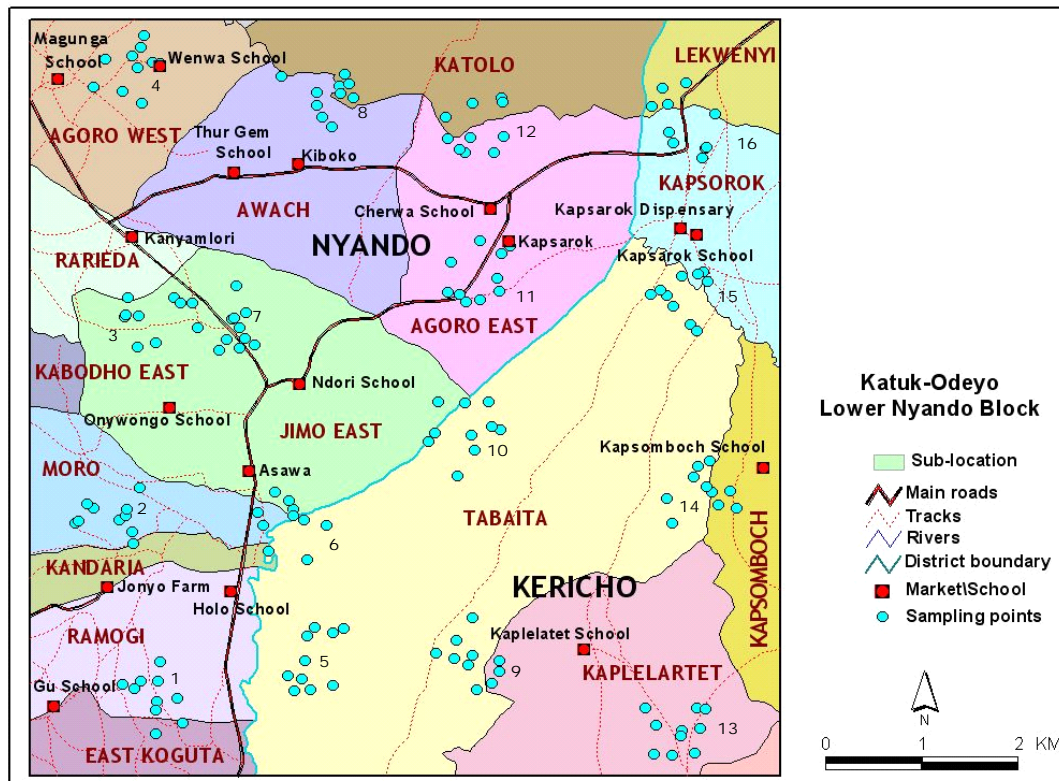 Magunga
School
Wenwa School
4
AGORO WEST
KATOLO
LEKWENYI
8
12
16
Thur Gem
School
Kiboko
KAPSOROK
AWACH
Cherwa School
Kapsarok Dispensary
Kanyamlori
NYANDO
Kapsarok
Kapsarok School
RARIEDA
11
15
3
7
AGORO EAST
KABODHO EAST
Ndori School
Onywongo School
JIMO EAST
10
Kapsomboch School
MORO
Asawa
2
6
TABAITA
14
KANDARIA
Jonyo Farm
Holo School
KERICHO
KAPSOMBOCH
RAMOGI
Kaplelatet School
5
9
KAPLELARTET
1
Gu School
13
EAST KOGUTA
Katuk-Odeyo
Lower Nyando Block
Sub-location
Main roads
Tracks
Rivers
District boundary
Market\School
Sampling points
N
0 1 2 KM